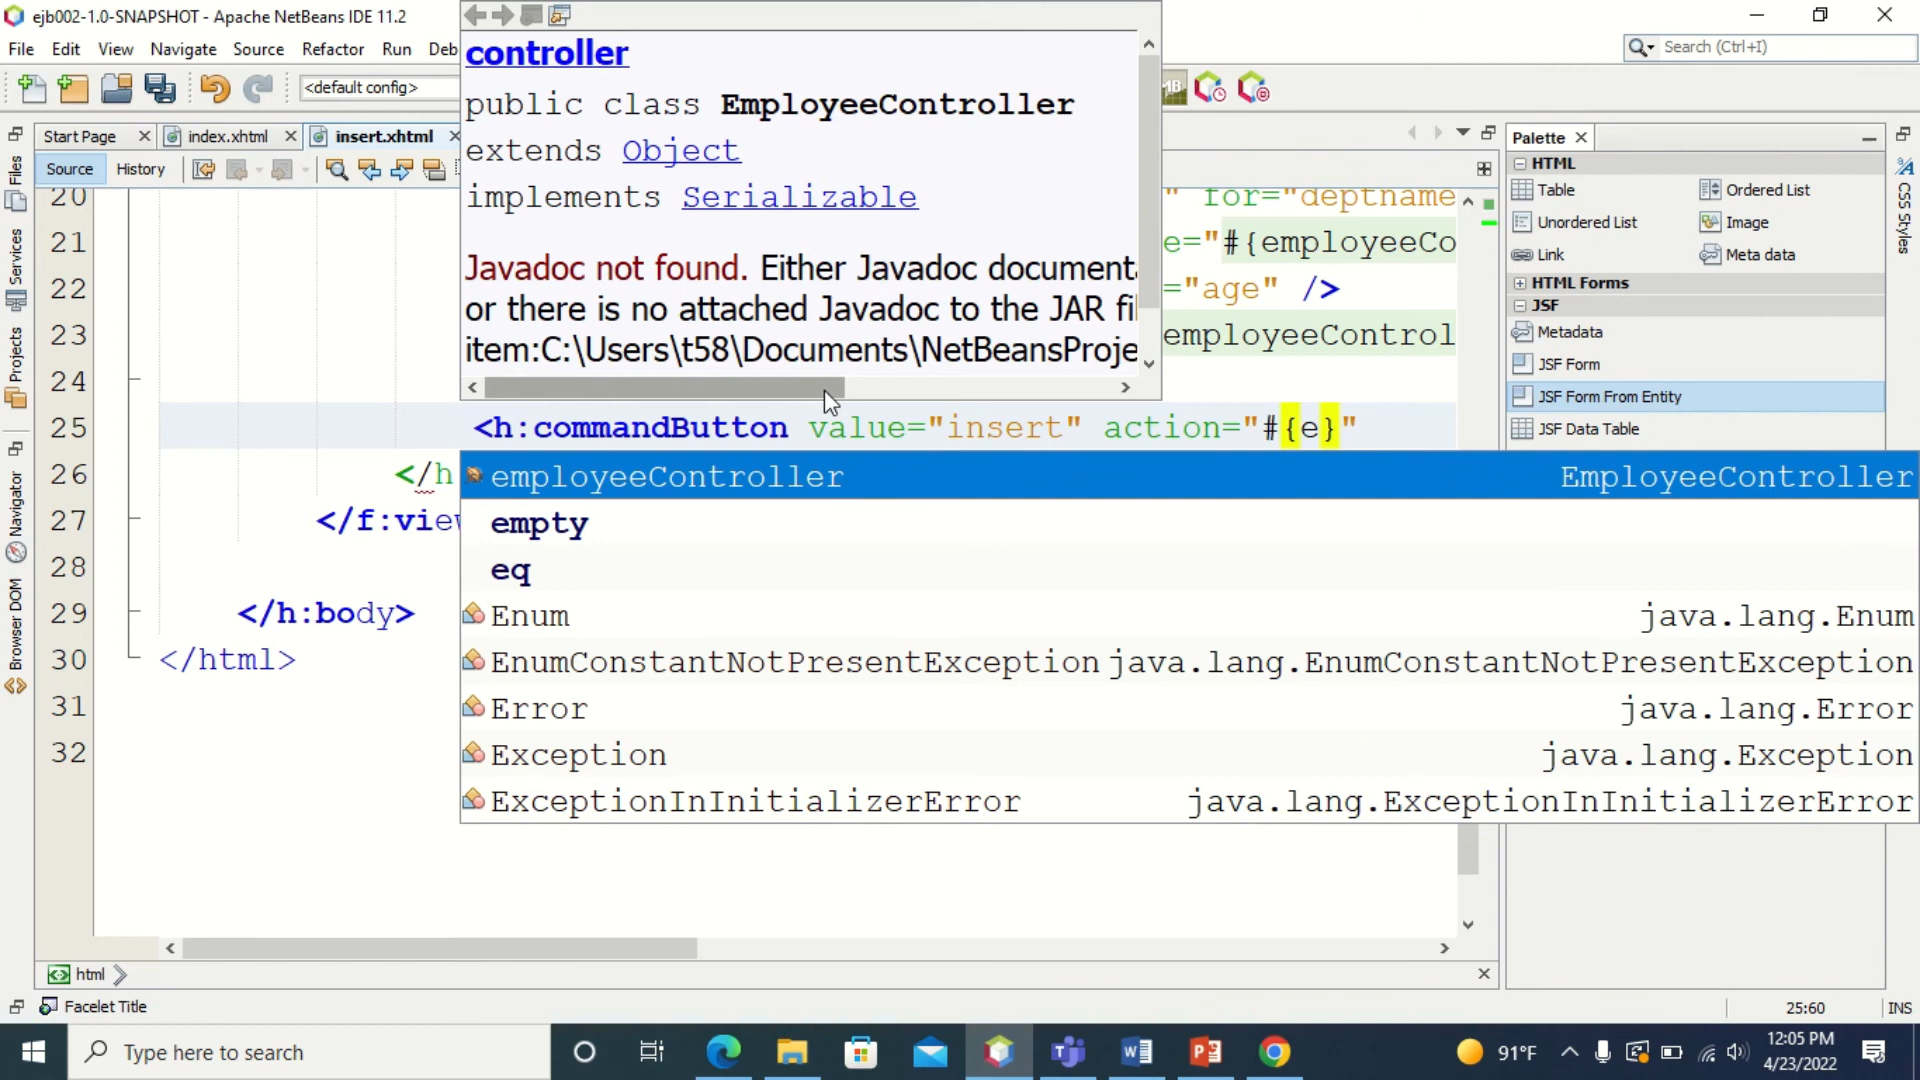 ejb002-1.0-SNAPSHOT - Apache NetBeans IDE 11.2
File Edit View Navigate Source Refactor Run Deb
Search (Ctrl+I)
<default config>
controller
public class EmployeeController
extends Object
implements Serializable
Javadoc not found. Either Javadoc documenta
or there is no attached Javadoc to the JAR fi
item:C:\Users\t58\Documents\NetBeansProje
Start Page index.xhtml insert.xhtml
Source History
20 " for="deptname
21 e="#{employeeCo
22 ="age" />
23 employeeControl
24
25 <h:commandButton value="insert" action="#{e}"
26 </h
27 </f:view
28
29 </h:body>
30 </html>
31
32
employeeController EmployeeController
empty
eq
Enum java.lang.Enum
EnumConstantNotPresentException java.lang.EnumConstantNotPresentException
Error java.lang.Error
Exception java.lang.Exception
ExceptionInInitializerError java.lang.ExceptionInInitializerError
Palette
HTML
Table Ordered List
Unordered List Image
Link Meta data
HTML Forms
JSF
Metadata
JSF Form
JSF Form From Entity
JSF Data Table
Files
Services
Projects
Navigator
Browser DOM
CSS Styles
html
Facelet Title
25:60 INS
Type here to search
91°F
12:05 PM
4/23/2022